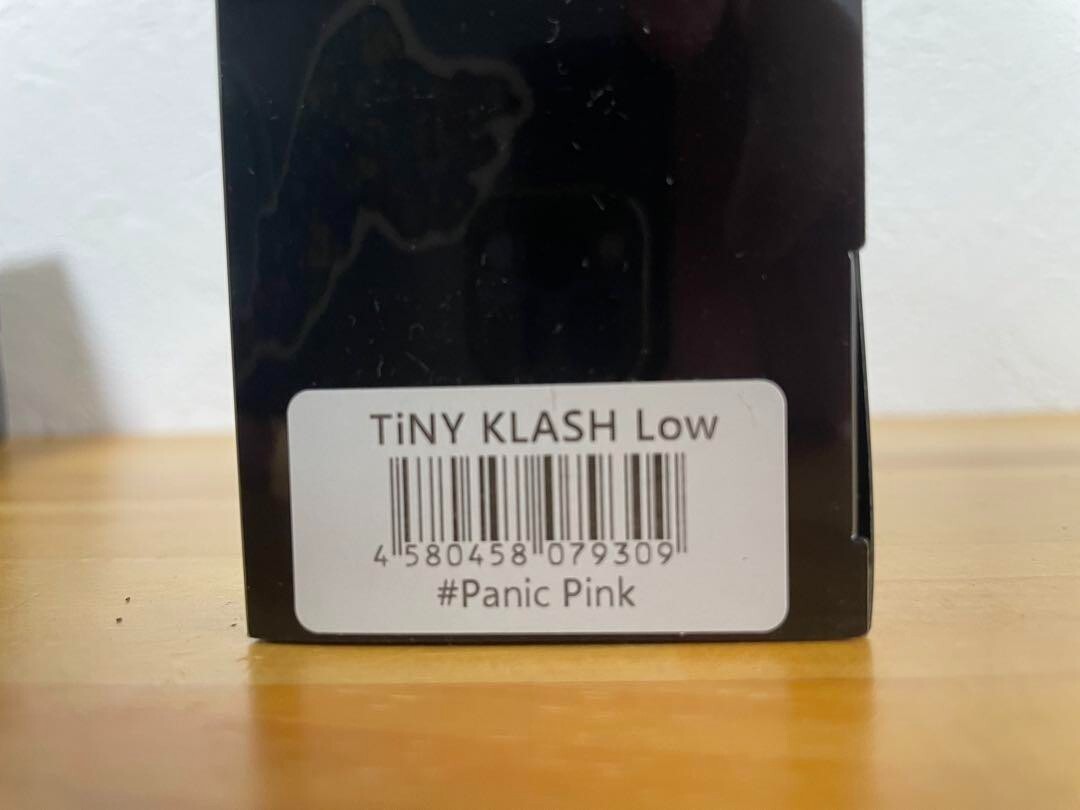 TiNY KLASH Low
4 580458 079309
#Panic Pink